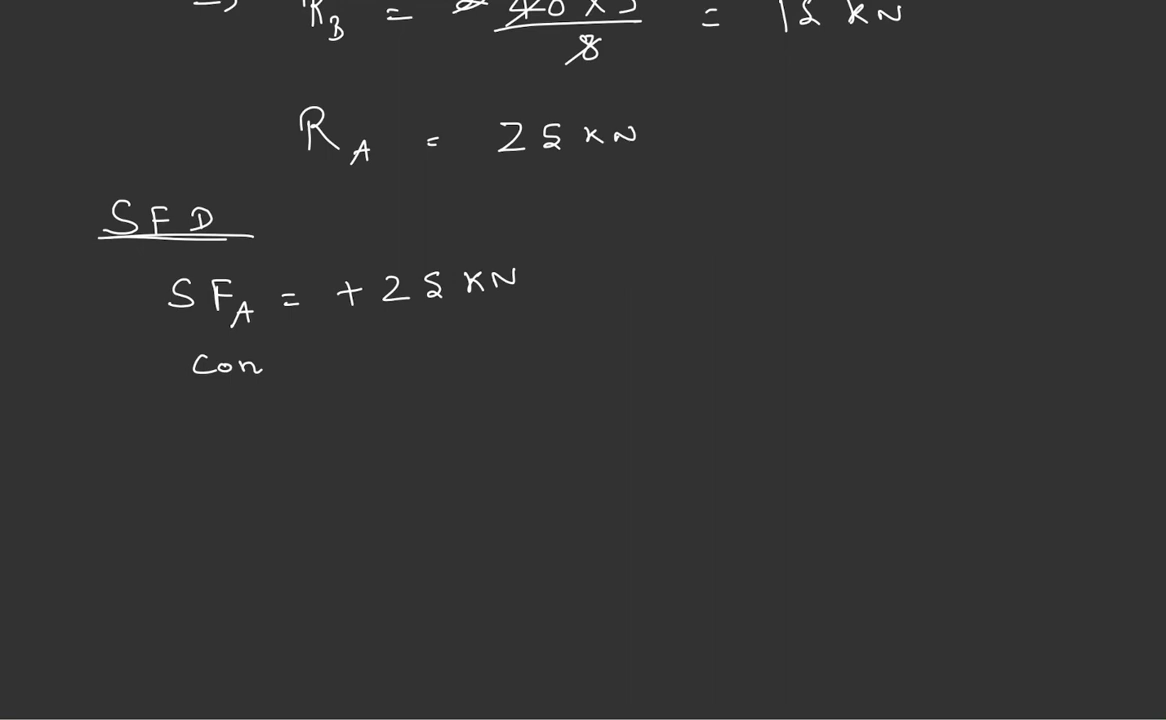 => R_B = 40 x 3 / 8 = 15 KN
R_A = 25 KN
SFD
SF_A = + 25 KN
Con